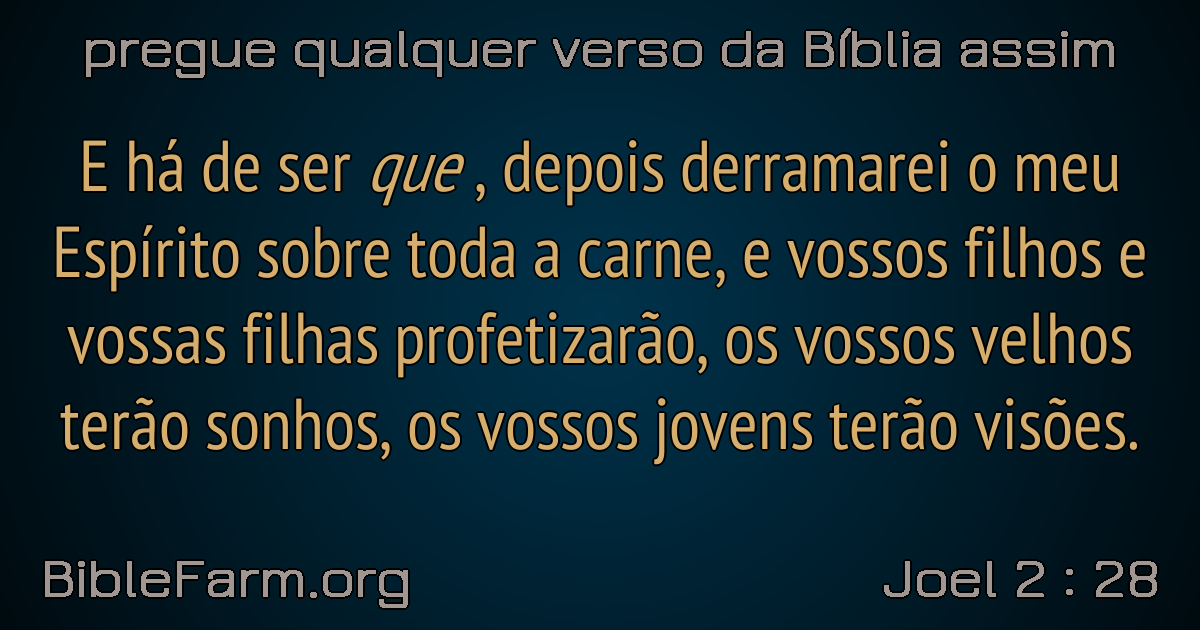 pregue qualquer verso da Bíblia assim
E há de ser que , depois derramarei o meu
Espírito sobre toda a carne, e vossos filhos e
vossas filhas profetizarão, os vossos velhos
terão sonhos, os vossos jovens terão visões.
BibleFarm.org
Joel 2 : 28